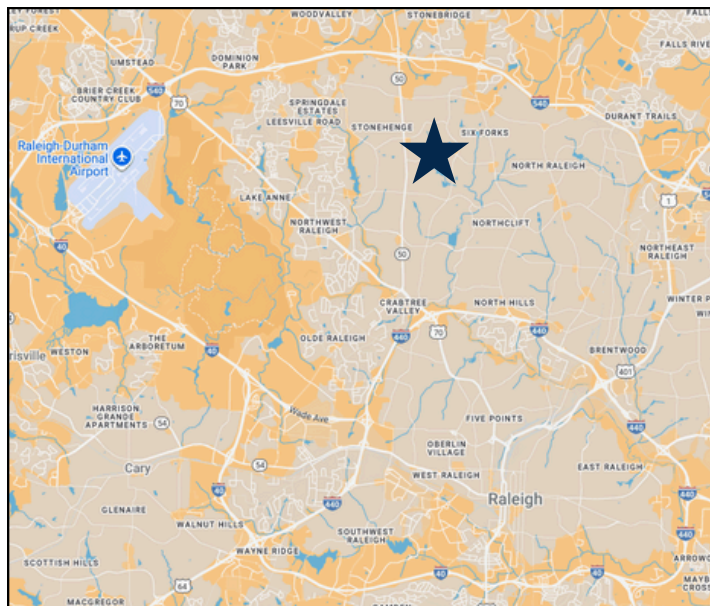 WOODVALLEY
STONEBRIDGE
RUP CREEK
FALLS RIVE
UMSTEAD
DOMINION
PARK
50
BRIER CREEK
COUNTRY CLUB
540
70
SPRINGDALE
ESTATES
540
LEESVILLE ROAD
STONEHENGE
SIX FORKS
DURANT TRAILS
Raleigh-Durham
International
Airport
NORTH RALEIGH
LAKE ANNE
1
NORTHWEST
RALEIGH
NORTHCLIFT
40
50
NORTHEAST
RALEIGH
CRABTREE
VALLEY
NORTH HILLS
WINTER P
440
70
440
THE
ARBORETUM
OLDE RALEIGH
rrisville
WESTON
40
BRENTWOOD
401
HARRISON
GRANDE
APARTMENTS
54
Wade Ave
FIVE POINTS
440
OBERLIN
VILLAGE
Cary
54
WEST RALEIGH
EAST RALEIGH
40
Raleigh
440
440
GLENAIRE
WALNUT HILLS
SOUTHWEST
RALEIGH
WAYNE RIDGE
SCOTTISH HILLS
ARROWO
64
40
40
MAYB
CROSS
MACGREGOR